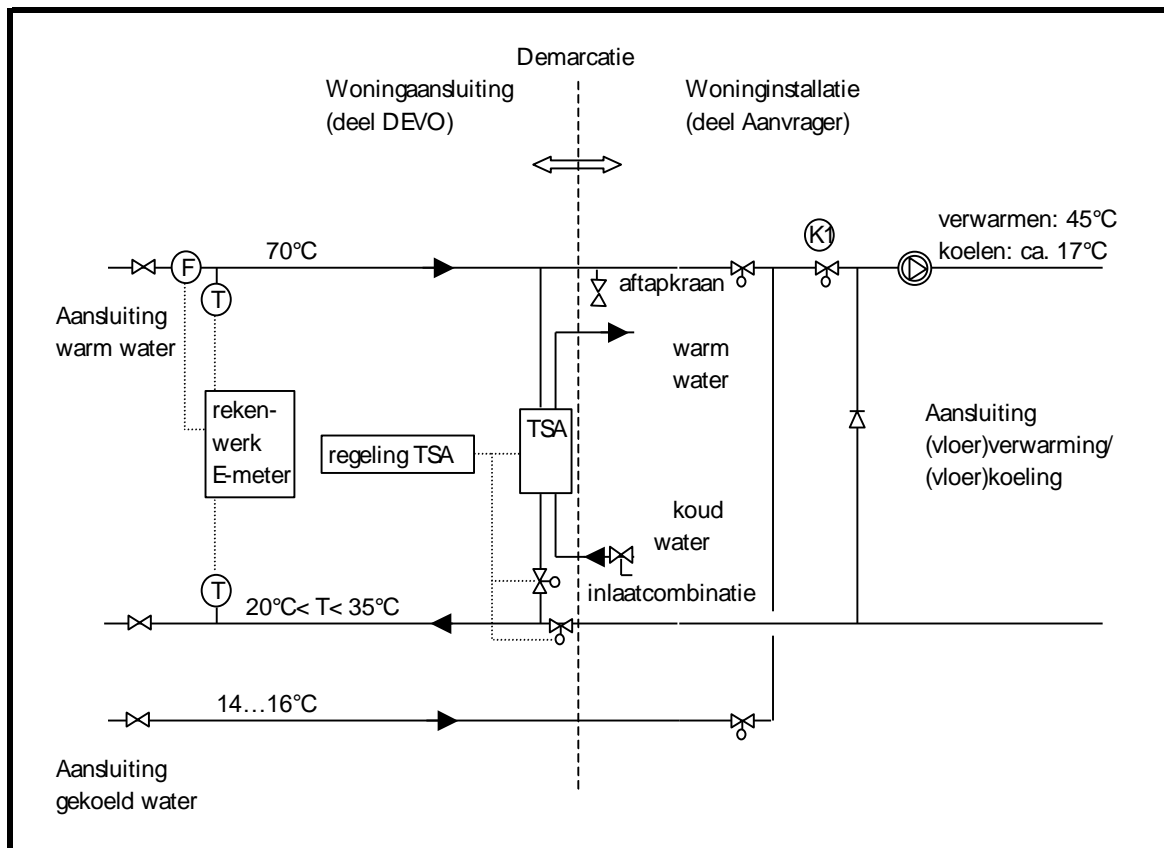 Demarcatie
Woningaansluiting
(deel DEVO)
Woninginstallatie
(deel Aanvrager)
verwarmen: 45°C
koelen: ca. 17°C
K1
F
70°C
T
aftapkraan
Aansluiting
warm water
warm
water
reken-
werk
E-meter
regeling TSA
TSA
Aansluiting
(vloer)verwarming/
(vloer)koeling
koud
water
inlaatcombinatie
T
20°C< T< 35°C
14...16°C
Aansluiting
gekoeld water